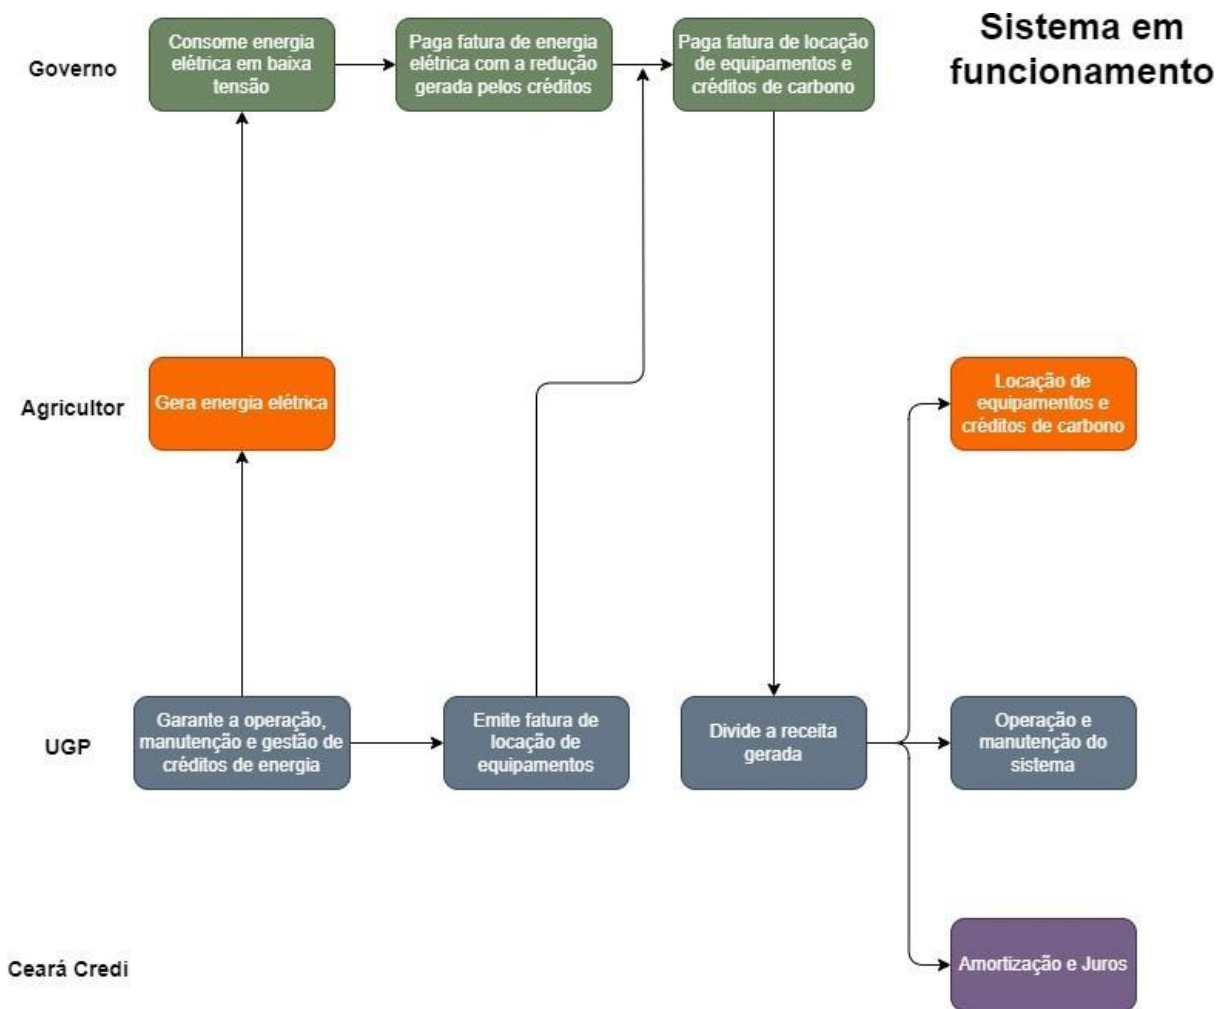 Sistema em
funcionamento
Governo
Consome energia
elétrica em baixa
tensão
Paga fatura de energia
elétrica com a redução
gerada pelos créditos
Paga fatura de locação
de equipamentos e
créditos de carbono
Agricultor
Gera energia elétrica
Locação de
equipamentos e
créditos de carbono
UGP
Garante a operação,
manutenção e gestão de
créditos de energia
Emite fatura de
locação de
equipamentos
Divide a receita
gerada
Operação e
manutenção do
sistema
Ceará Credi
Amortização e Juros